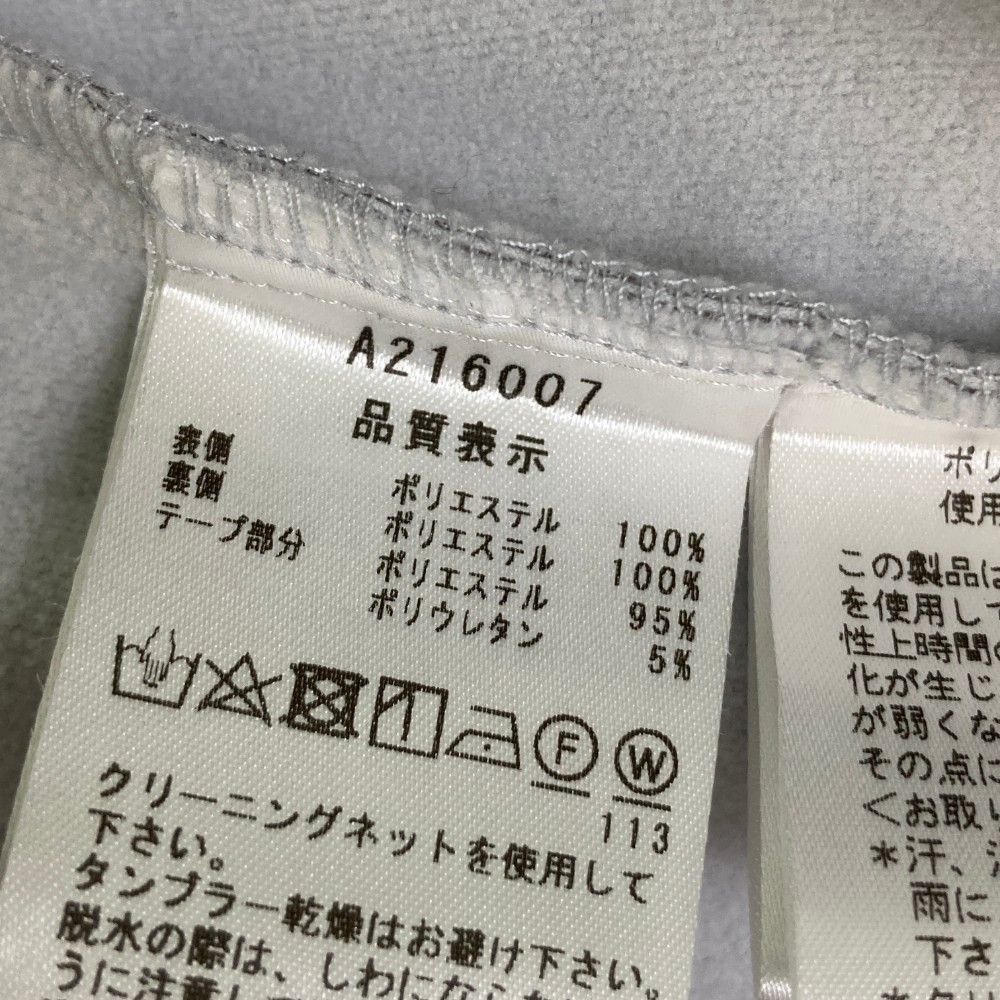 A216007
品質表示
表側 ポリエステル 100%
裏側 ポリエステル 100%
テープ部分 ポリエステル 95%
ポリウレタン 5%
F W
113
クリーニングネットを使用して
下さい。
タンブラー乾燥はお避け下さい。
脱水の際は、しわにならな
うに注意して
ポリ
使用
この製品は
を使用して
性上時間の
化が生じ
が弱くな
その点に
＜お取り
＊汗、
雨に
下さ